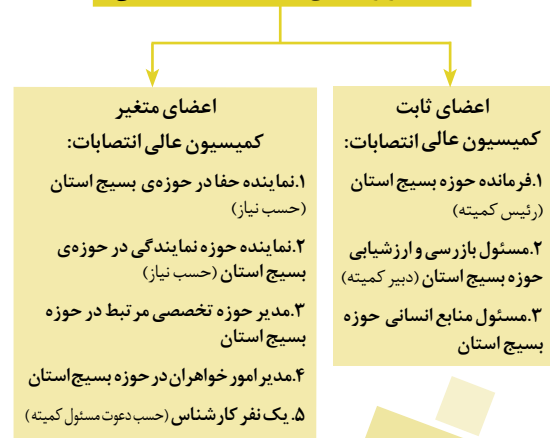 اعضای ثابت
کمیسیون عالی انتصابات:
۱.فرمانده حوزه بسیج استان
(رئیس کمیته)
۲.مسئول بازرسی و ارزشیابی
حوزه بسیج استان (دبیر کمیته)
۳.مسئول منابع انسانی حوزه
بسیج استان
اعضای متغیر
کمیسیون عالی انتصابات:
۱.نماینده حفا در حوزه‌ی بسیج استان
(حسب نیاز)
۲.نماینده حوزه نمایندگی در حوزه‌ی
بسیج استان (حسب نیاز)
۳.مدیر حوزه تخصصی مرتبط در حوزه
بسیج استان
۴.مدیر امور خواهران در حوزه بسیج‌استان
۵. یک نفر کارشناس (حسب دعوت مسئول کمیته)